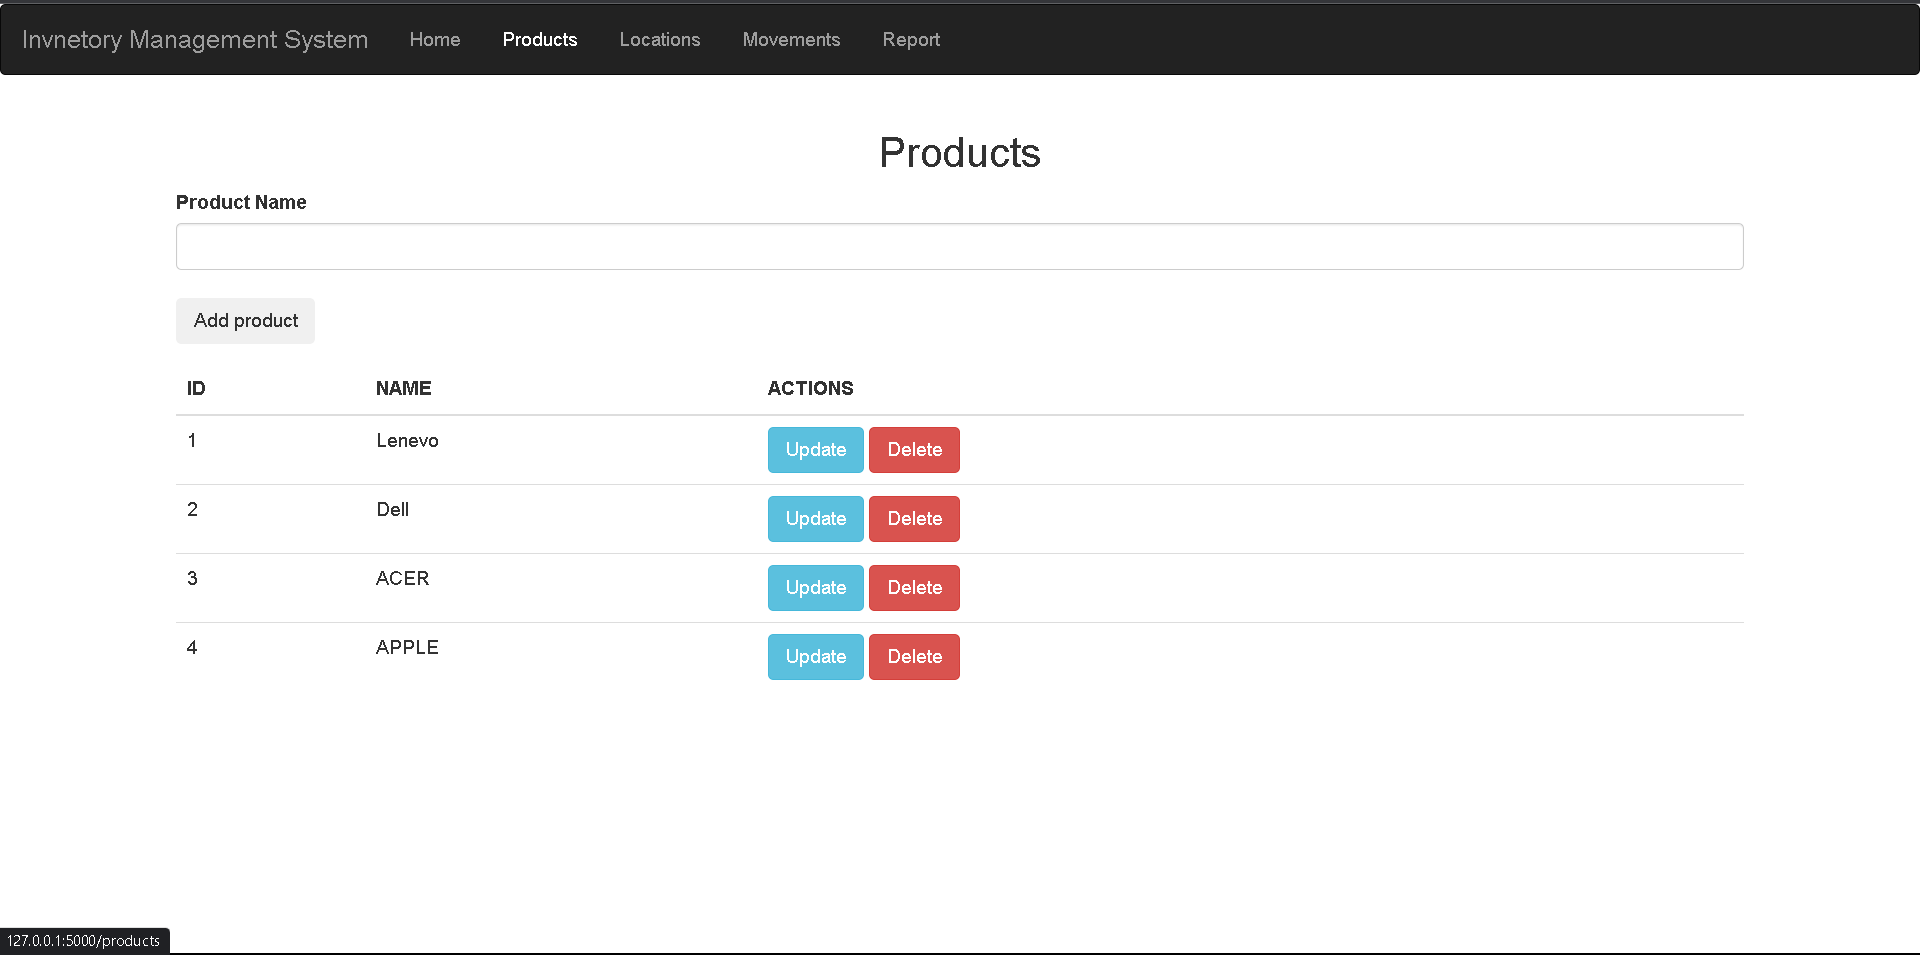 Invnetory Management System Home Products Locations Movements Report
Products
Product Name
Add product
ID NAME ACTIONS
1 Lenevo Update Delete
2 Dell Update Delete
3 ACER Update Delete
4 APPLE Update Delete
127.0.0.1:5000/products